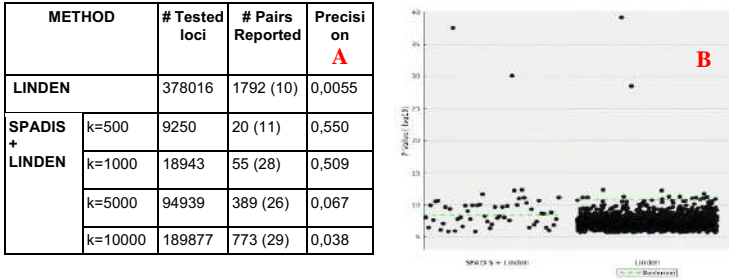 METHOD # Tested loci # Pairs Reported Precision
A
LINDEN 378016 1792 (10) 0,0055
SPADIS + LINDEN k=500 9250 20 (11) 0,550
k=1000 18943 55 (28) 0,509
k=5000 94939 389 (26) 0,067
k=10000 189877 773 (29) 0,038
B
40
35
30
25
20
15
10
5
SPADIS + Linden Linden
Bonferroni